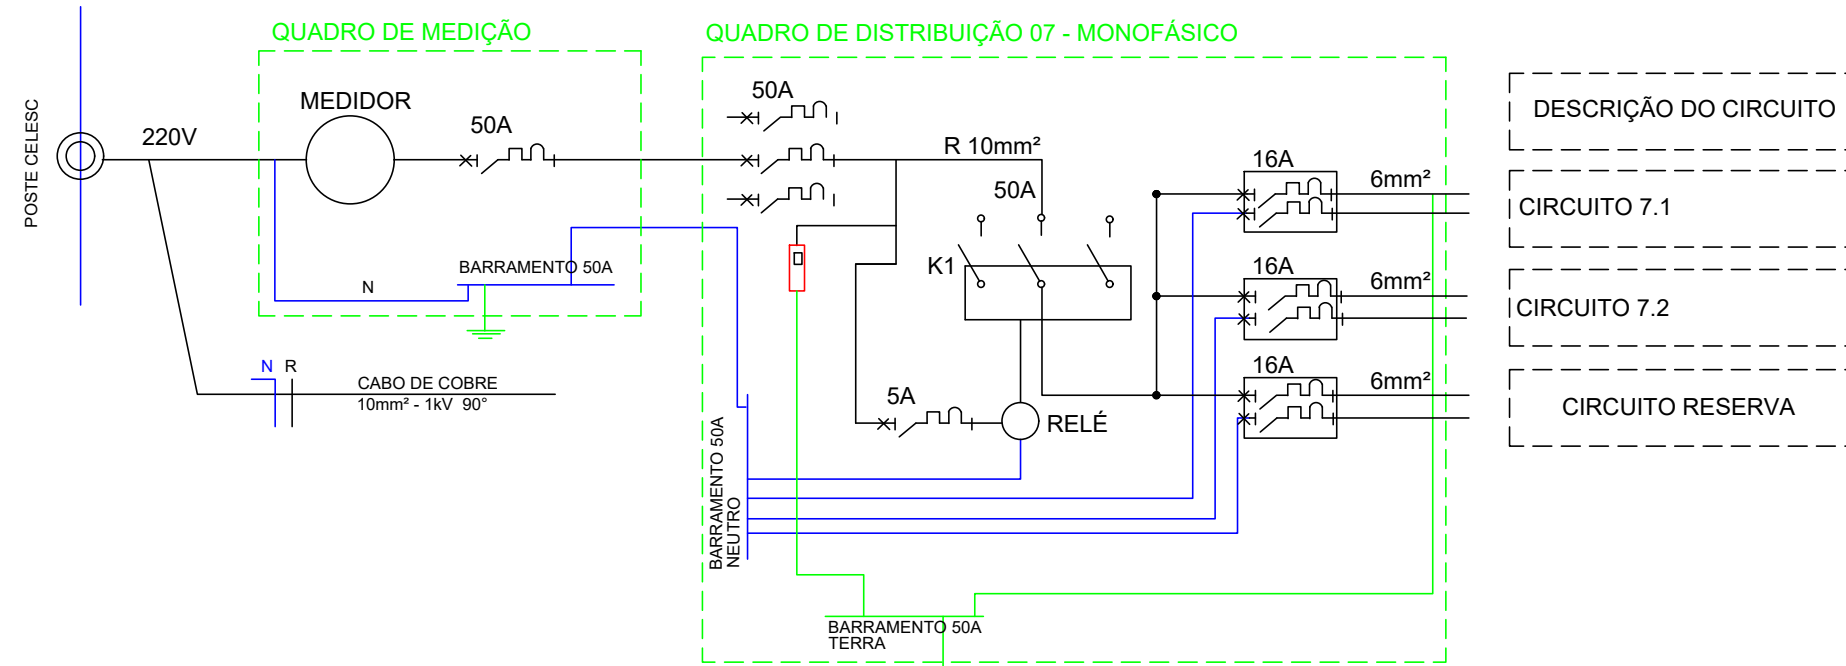 QUADRO DE MEDIÇÃO
QUADRO DE DISTRIBUIÇÃO 07 - MONOFÁSICO
POSTE CELESC
220V
MEDIDOR
50A
N
BARRAMENTO 50A
N R
CABO DE COBRE
10mm² - 1kV 90°
50A
R 10mm²
50A
K1
5A
RELÉ
BARRAMENTO 50A
NEUTRO
BARRAMENTO 50A
TERRA
16A
6mm²
16A
6mm²
16A
6mm²
DESCRIÇÃO DO CIRCUITO
CIRCUITO 7.1
CIRCUITO 7.2
CIRCUITO RESERVA